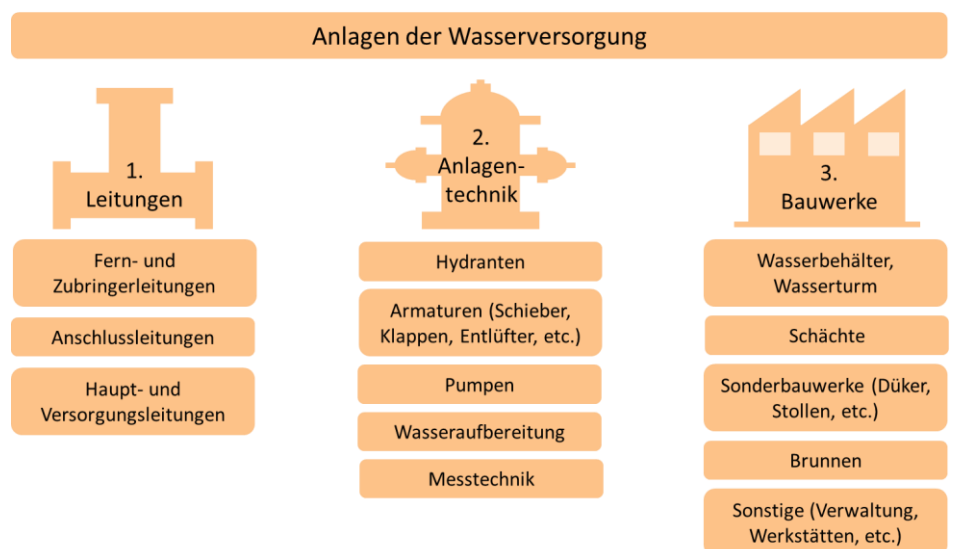 Anlagen der Wasserversorgung
1.
Leitungen
Fern- und
Zubringerleitungen
Anschlussleitungen
Haupt- und
Versorgungsleitungen
2.
Anlagen-
technik
Hydranten
Armaturen (Schieber,
Klappen, Entlüfter, etc.)
Pumpen
Wasseraufbereitung
Messtechnik
3.
Bauwerke
Wasserbehälter,
Wasserturm
Schächte
Sonderbauwerke (Düker,
Stollen, etc.)
Brunnen
Sonstige (Verwaltung,
Werkstätten, etc.)